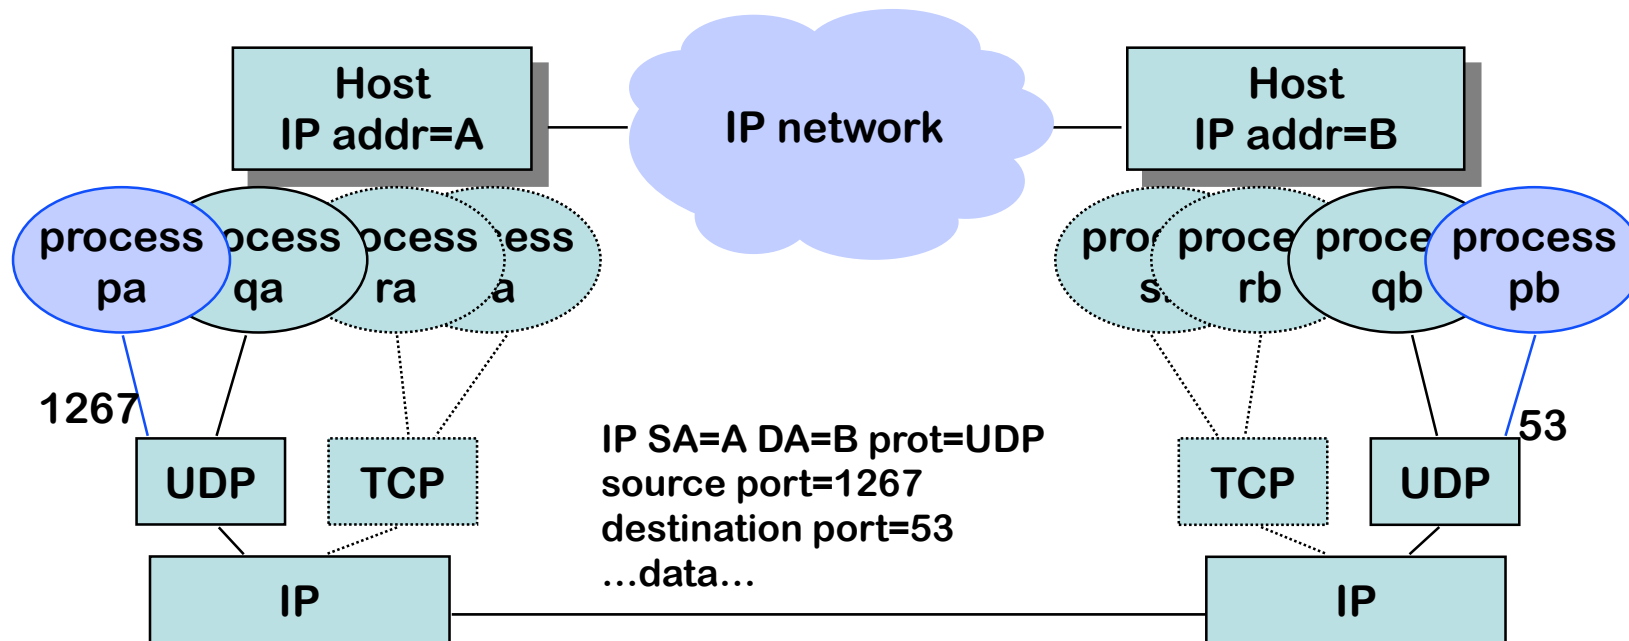 Host
IP addr=A
IP network
Host
IP addr=B
process
pa
ocess
qa
ocess
ra
ess
a
pro
s
proce
rb
proce
qb
process
pb
1267
53
UDP
TCP
IP SA=A DA=B prot=UDP
source port=1267
destination port=53
...data...
TCP
UDP
IP
IP